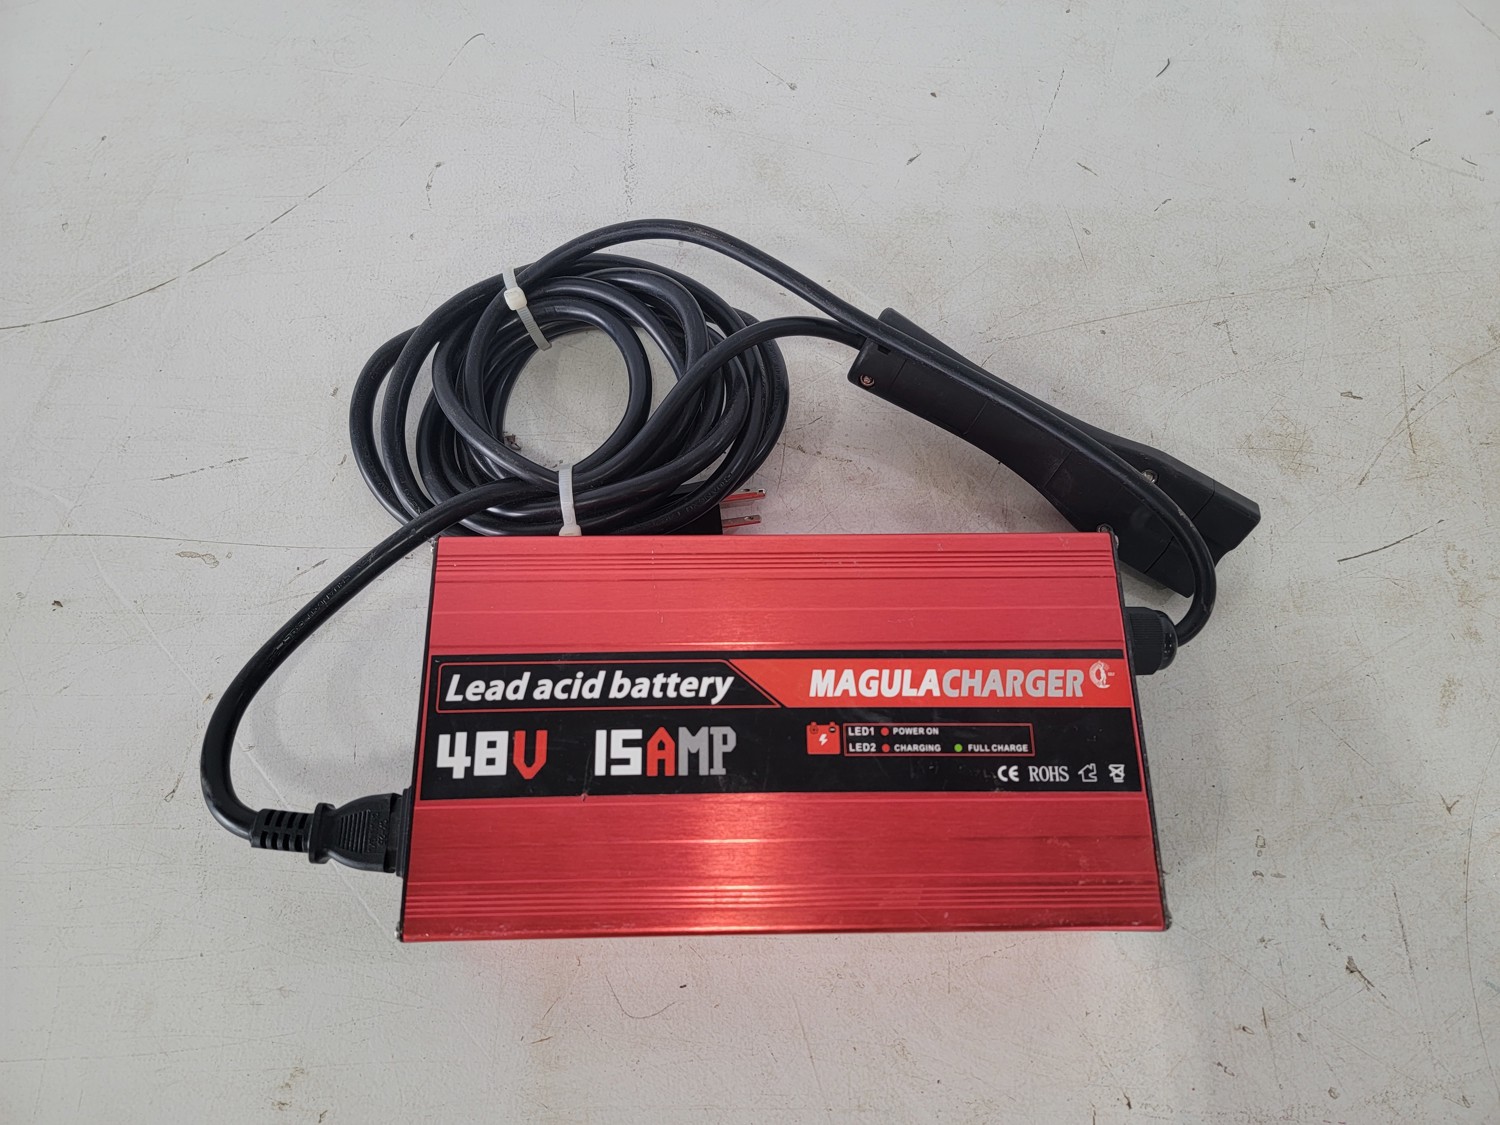 Lead acid battery
MAGULACHARGER
48V 15AMP
LED1 POWER ON
LED2 CHARGING FULL CHARGE
CE ROHS